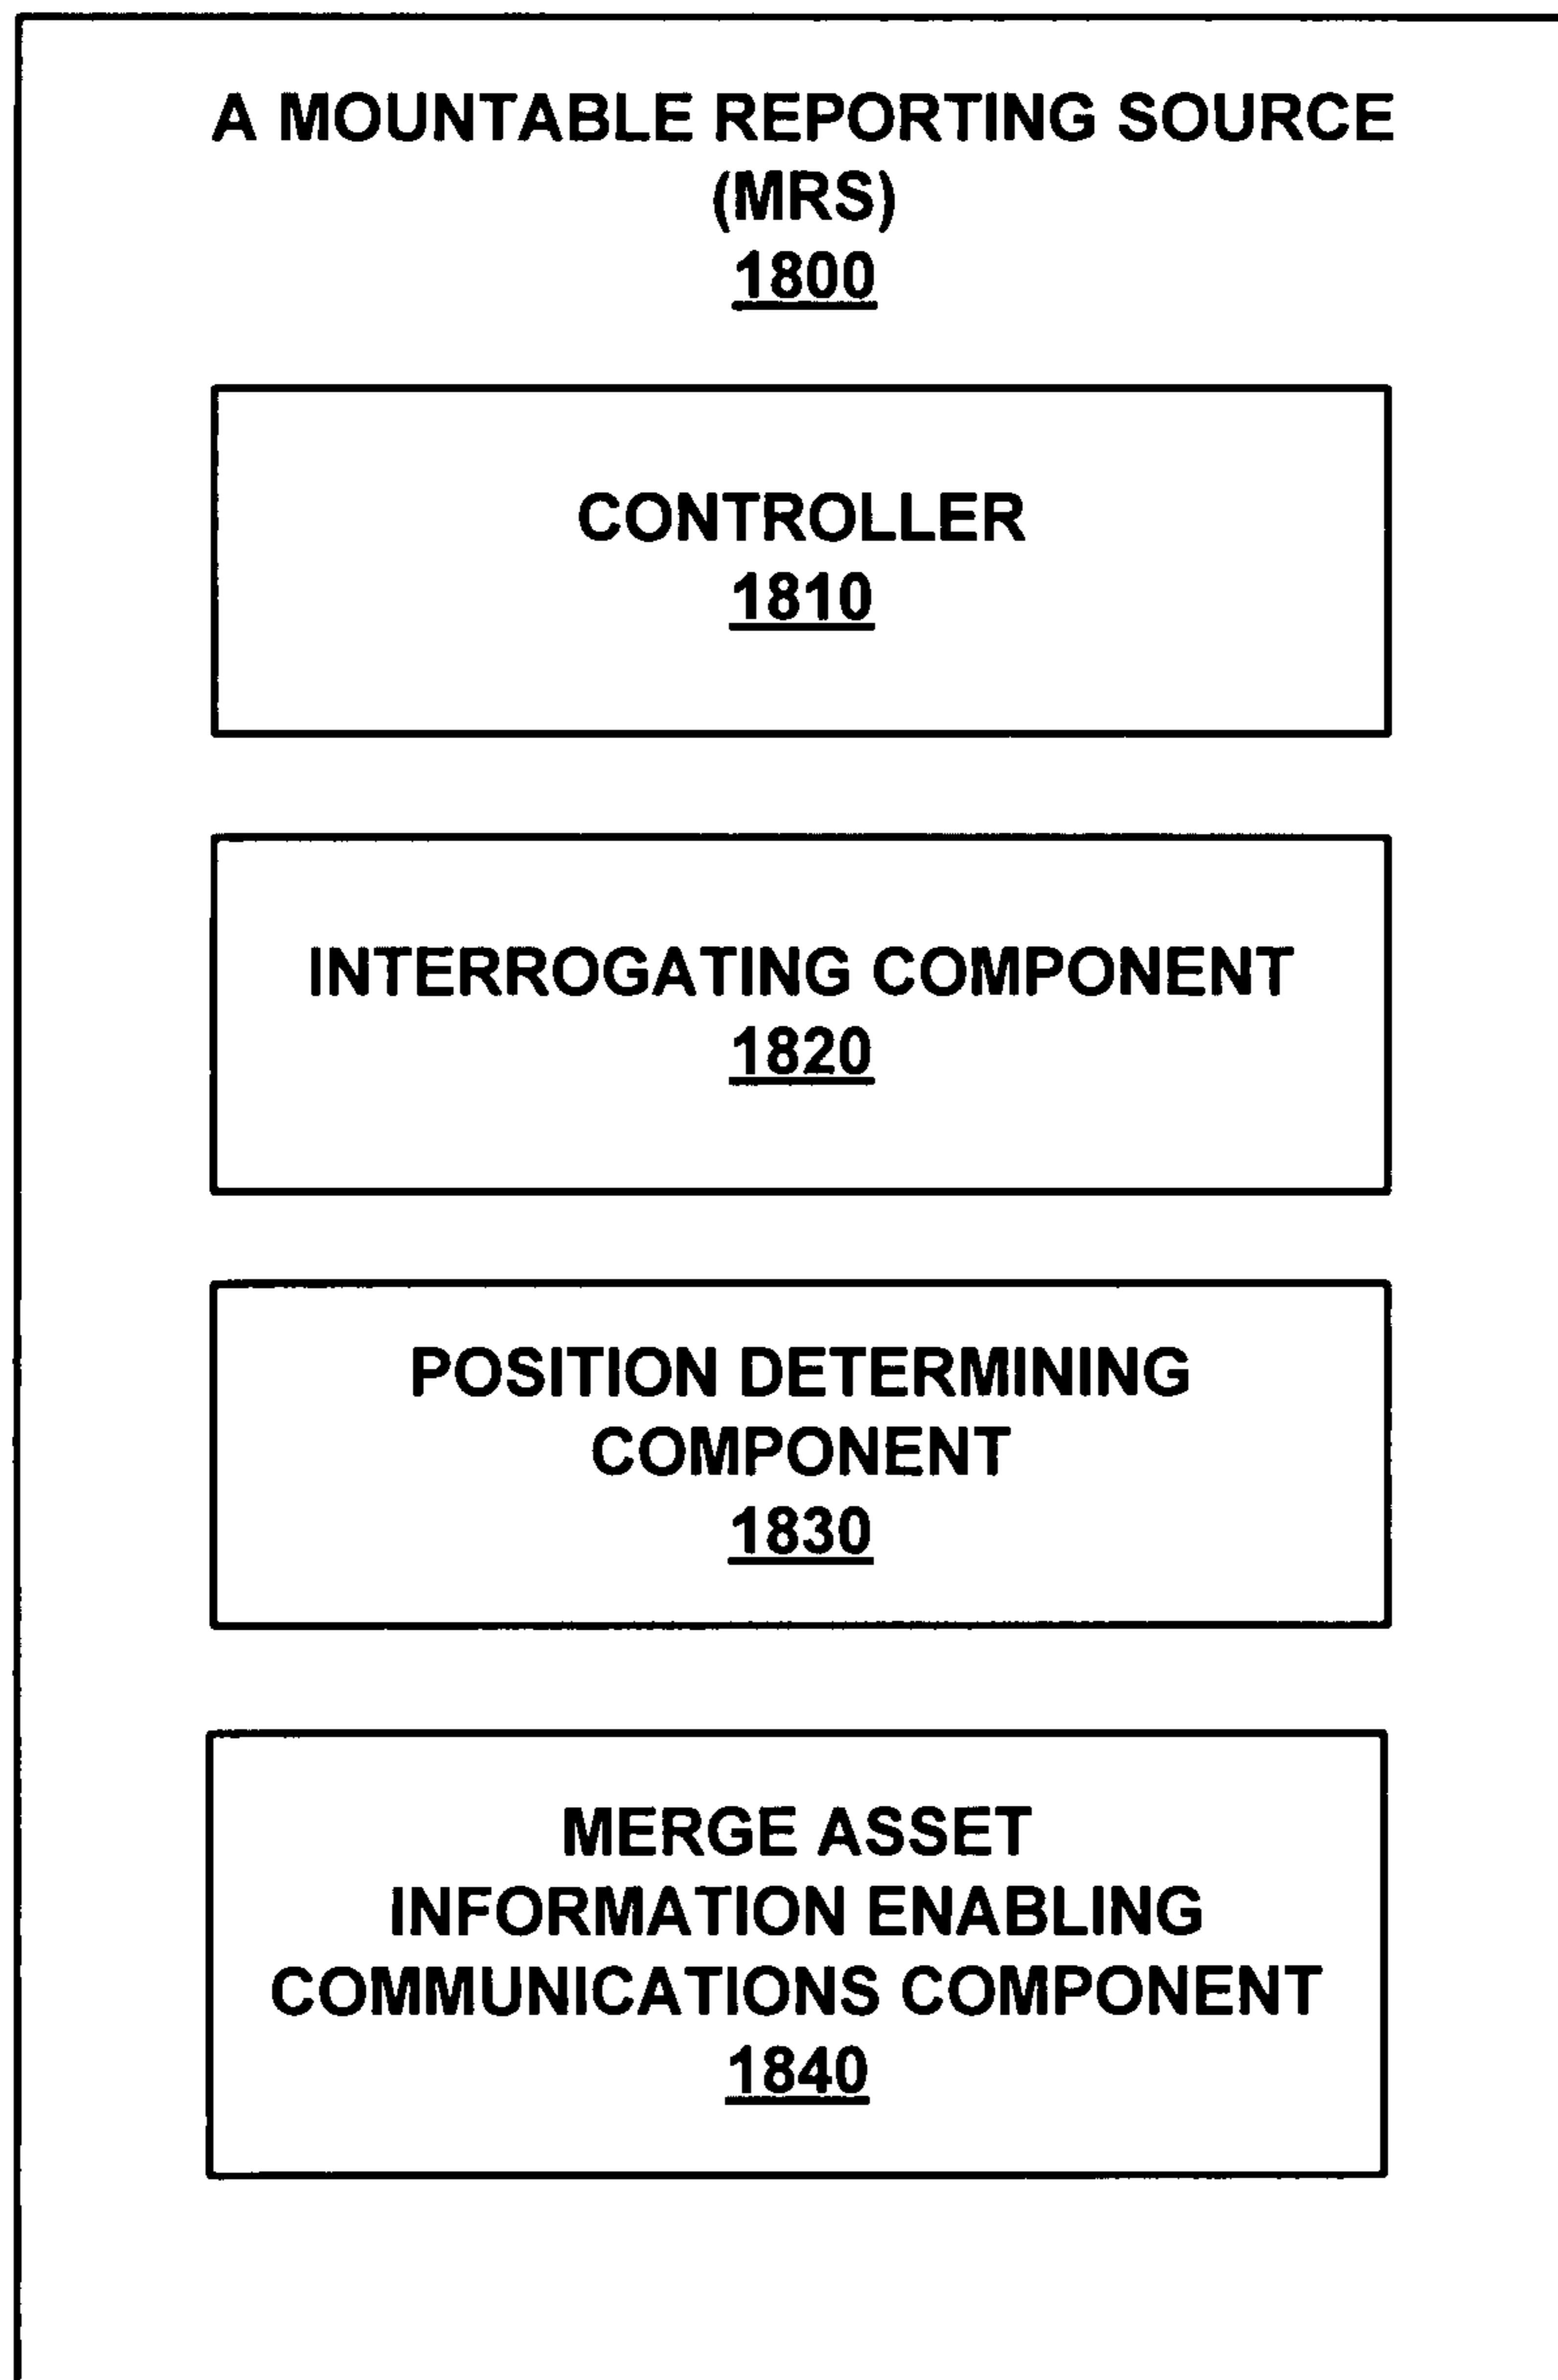 A MOUNTABLE REPORTING SOURCE
(MRS)
1800
CONTROLLER
1810
INTERROGATING COMPONENT
1820
POSITION DETERMINING
COMPONENT
1830
MERGE ASSET
INFORMATION ENABLING
COMMUNICATIONS COMPONENT
1840